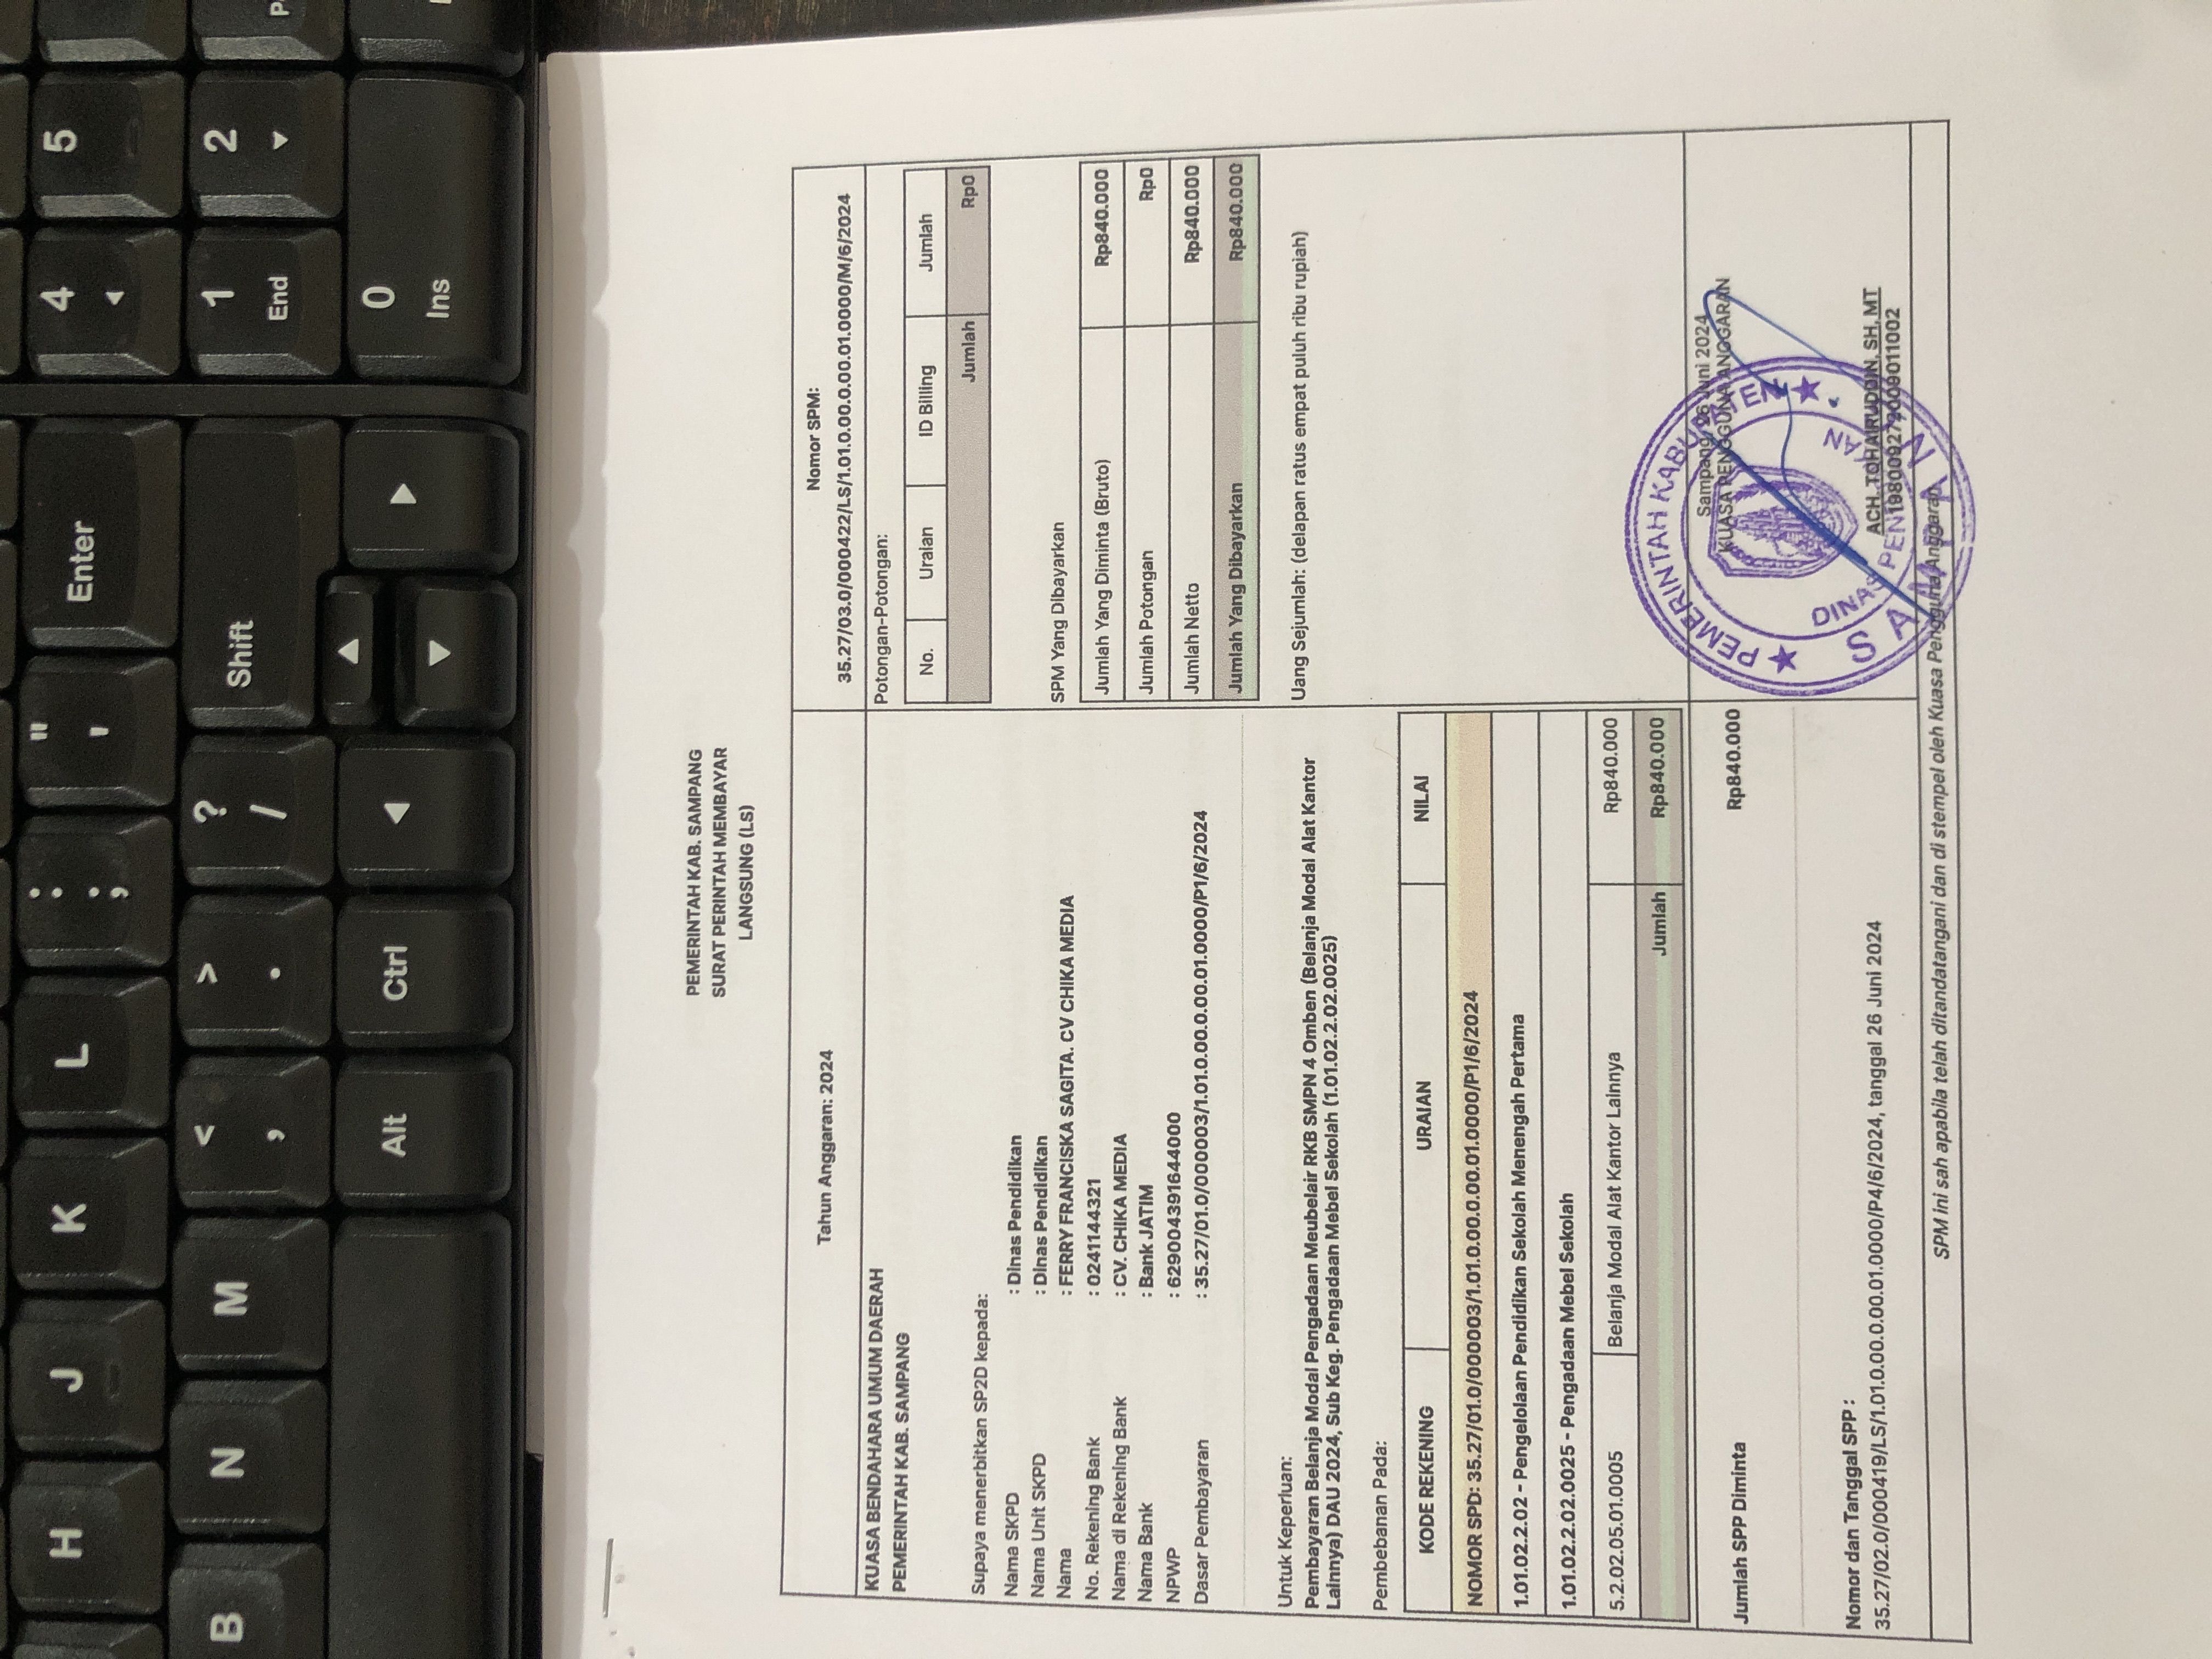 H J K L : ; " ' Enter 4 5
B N M < , > . ? / Shift 1 End 2
Alt Ctrl 0 Ins
PEMERINTAH KAB. SAMPANG
SURAT PERINTAH MEMBAYAR
LANGSUNG (LS)
Tahun Anggaran: 2024
Nomor SPM:
35.27/03.0/000422/LS/1.01.0.00.0.00.01.0000/M/6/2024
KUASA BENDAHARA UMUM DAERAH
PEMERINTAH KAB. SAMPANG
Supaya menerbitkan SP2D kepada:
Nama SKPD : Dinas Pendidikan
Nama Unit SKPD : Dinas Pendidikan
Nama : FERRY FRANCISKA SAGITA. CV CHIKA MEDIA
No. Rekening Bank : 0241144321
Nama di Rekening Bank : CV. CHIKA MEDIA
Nama Bank : Bank JATIM
NPWP : 629004391644000
Dasar Pembayaran : 35.27/01.0/000003/1.01.0.00.0.00.01.0000/P1/6/2024
Untuk Keperluan:
Pembayaran Belanja Modal Pengadaan Meubelair RKB SMPN 4 Omben (Belanja Modal Alat Kantor
Lainnya) DAU 2024, Sub Keg. Pengadaan Mebel Sekolah (1.01.02.2.02.0025)
Pembebanan Pada:
KODE REKENING URAIAN NILAI
NOMOR SPD: 35.27/01.0/000003/1.01.0.00.0.00.01.0000/P1/6/2024
1.01.02.2.02 - Pengelolaan Pendidikan Sekolah Menengah Pertama
1.01.02.2.02.0025 - Pengadaan Mebel Sekolah
5.2.02.05.01.0005 Belanja Modal Alat Kantor Lainnya Rp840.000
Jumlah Rp840.000
Potongan-Potongan:
No. Uraian ID Billing Jumlah
Jumlah Rp0
SPM Yang Dibayarkan
Jumlah Yang Diminta (Bruto) Rp840.000
Jumlah Potongan Rp0
Jumlah Netto Rp840.000
Jumlah Yang Dibayarkan Rp840.000
Uang Sejumlah: (delapan ratus empat puluh ribu rupiah)
Jumlah SPP Diminta Rp840.000
Nomor dan Tanggal SPP :
35.27/02.0/000419/LS/1.01.0.00.0.00.01.0000/P4/6/2024, tanggal 26 Juni 2024
Sampang, 26 Juni 2024
KUASA PENGGUNA ANGGARAN
PEMERINTAH KABUPATEN
DINAS PENDIDIKAN
SAMPANG
ACH. TOHAIRUDDIN, SH, MT
198009272009011002
SPM ini sah apabila telah ditandatangani dan di stempel oleh Kuasa Pengguna Anggaran